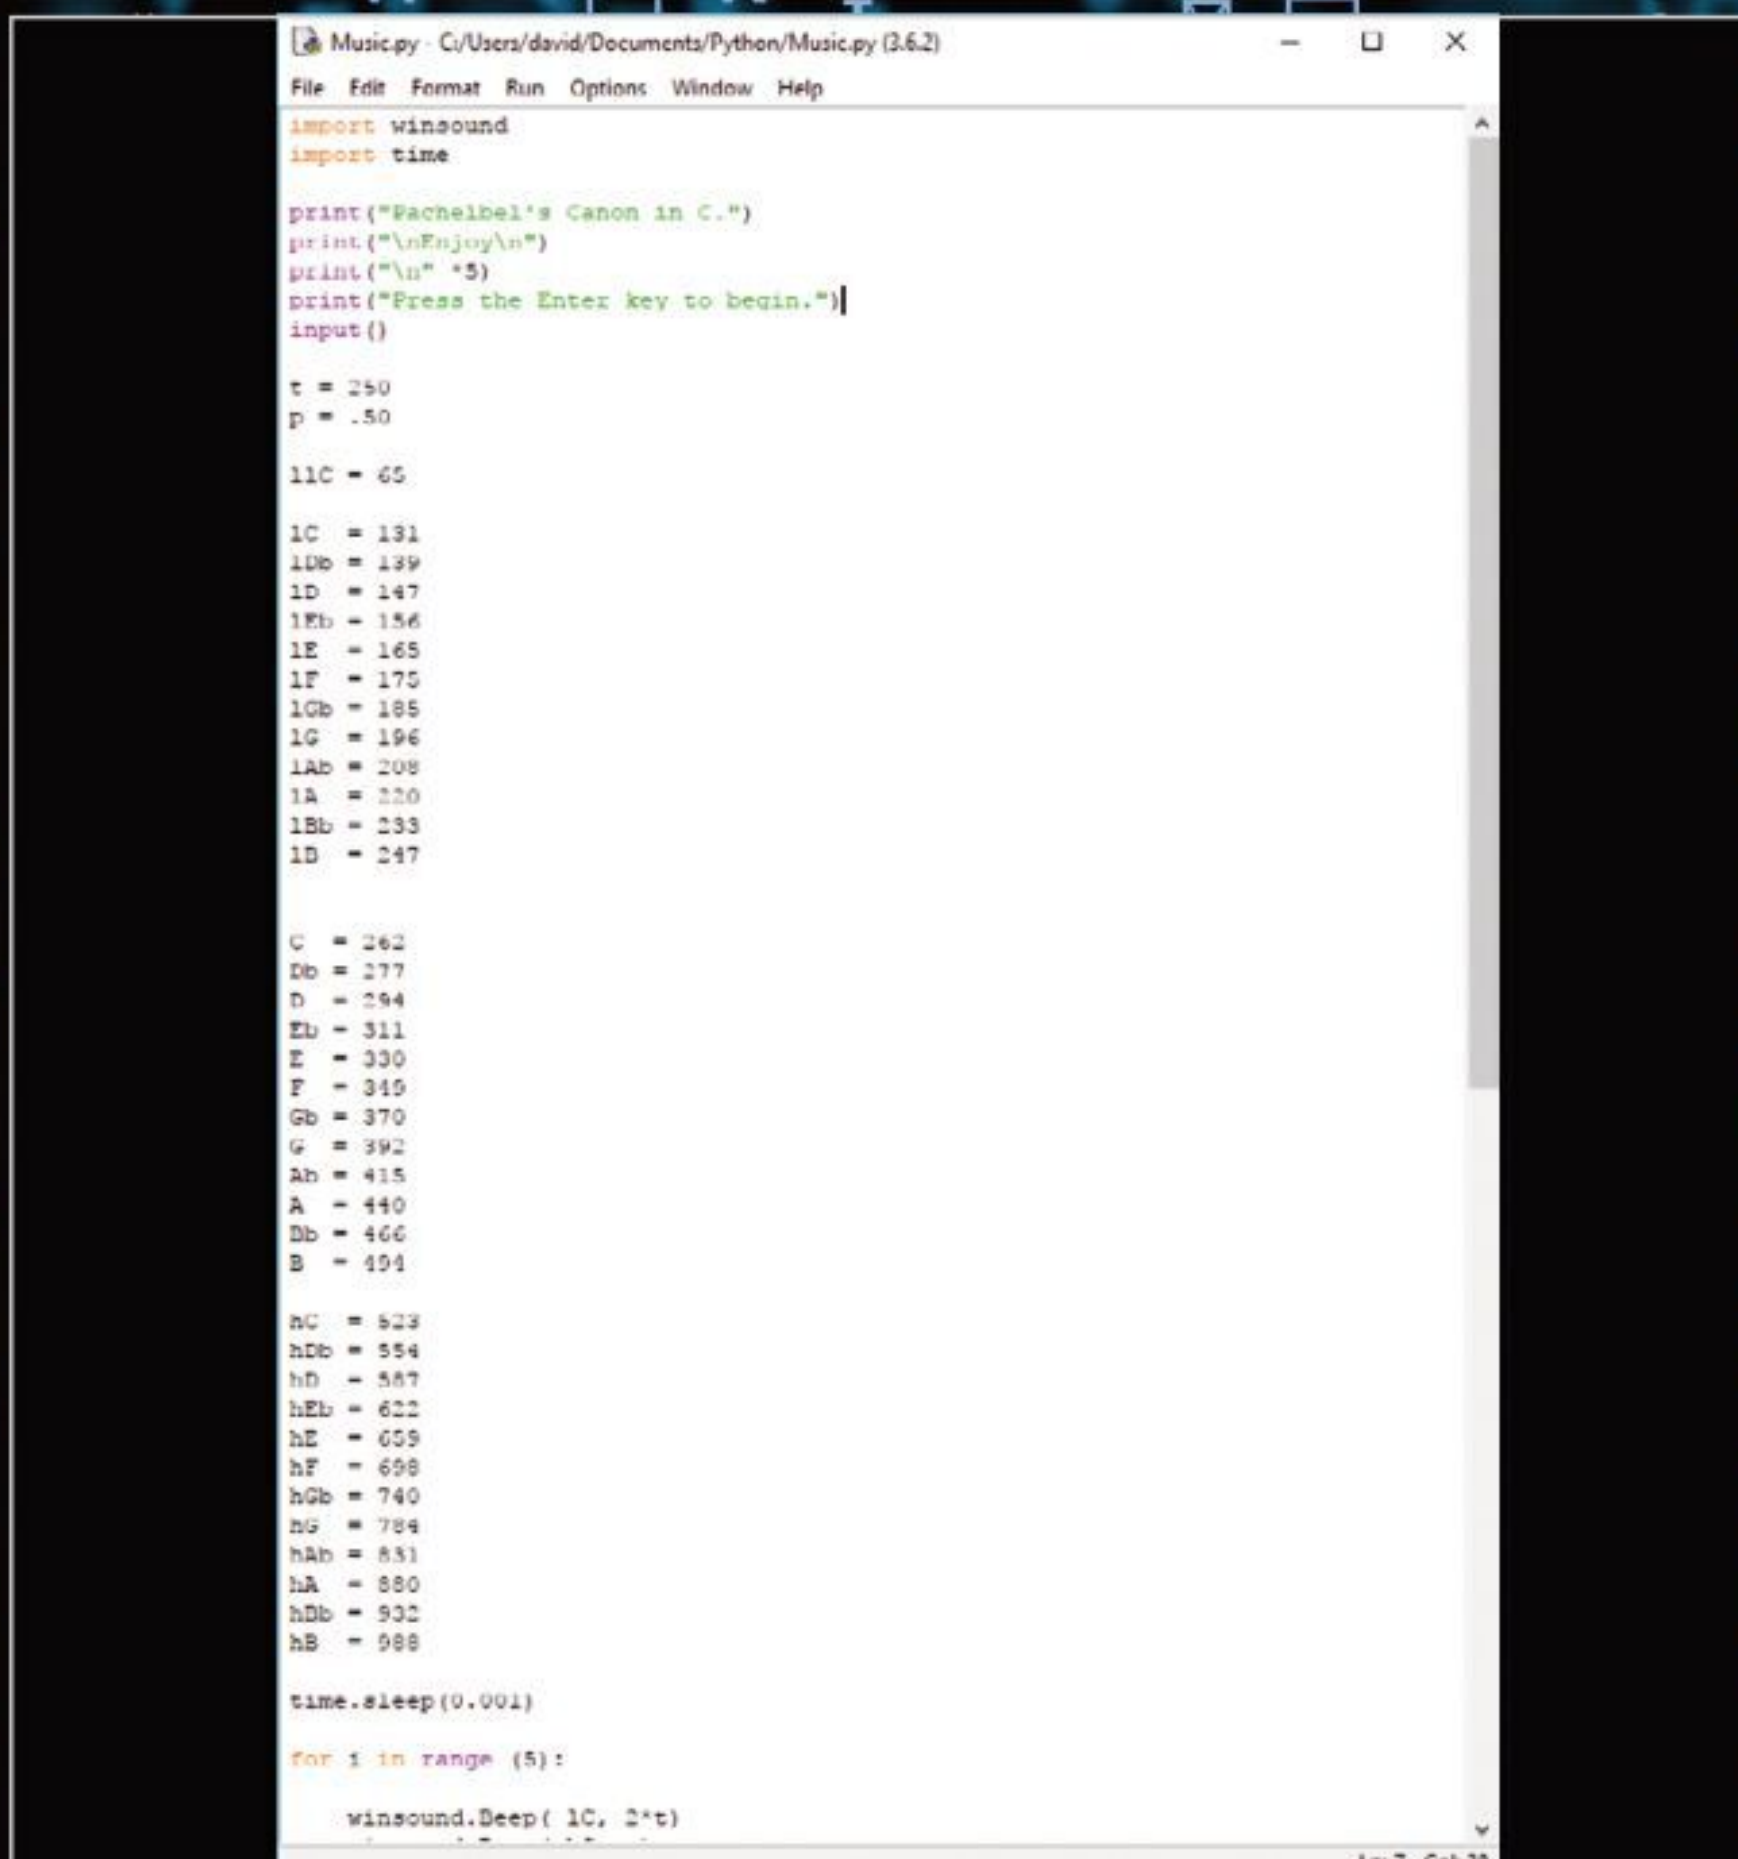 Music.py - C:/Users/david/Documents/Python/Music.py (3.6.2)
File Edit Format Run Options Window Help
import winsound
import time
print("Pachelbel's Canon in C.")
print("\nEnjoy\n")
print("\n" *5)
print("Press the Enter key to begin.")
input()
t = 250
p = .50
llC = 65
lC = 131
lDb = 139
lD = 147
lEb = 156
lE = 165
lF = 175
lGb = 185
lG = 196
lAb = 208
lA = 220
lBb = 233
lB = 247
C = 262
Db = 277
D = 294
Eb = 311
E = 330
F = 349
Gb = 370
G = 392
Ab = 415
A = 440
Bb = 466
B = 494
hC = 523
hDb = 554
hD = 587
hEb = 622
hE = 659
hF = 698
hGb = 740
hG = 784
hAb = 831
hA = 880
hBb = 932
hB = 988
time.sleep(0.001)
for i in range (5):
winsound.Beep( lC, 2*t)